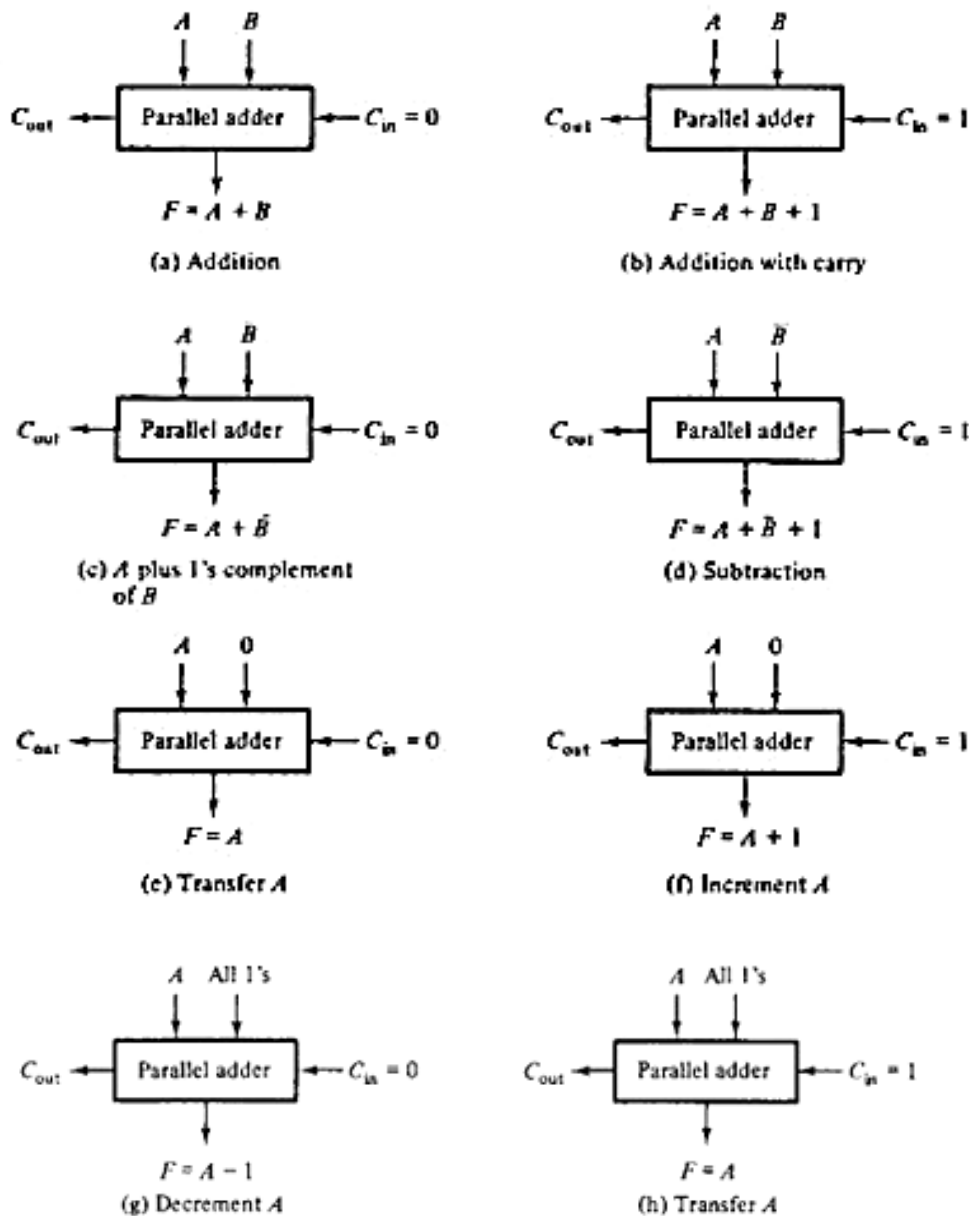 A B
A B
C_out Parallel adder C_in = 0
C_out Parallel adder C_in = 1
F = A + B
F = A + B + 1
(a) Addition
(b) Addition with carry
A B̄
A B̄
C_out Parallel adder C_in = 0
C_out Parallel adder C_in = 1
F = A + B̄
F = A + B̄ + 1
(c) A plus 1's complement
of B
(d) Subtraction
A 0
A 0
C_out Parallel adder C_in = 0
C_out Parallel adder C_in = 1
F = A
F = A + 1
(e) Transfer A
(f) Increment A
A All 1's
A All 1's
C_out Parallel adder C_in = 0
C_out Parallel adder C_in = 1
F = A − 1
F = A
(g) Decrement A
(h) Transfer A